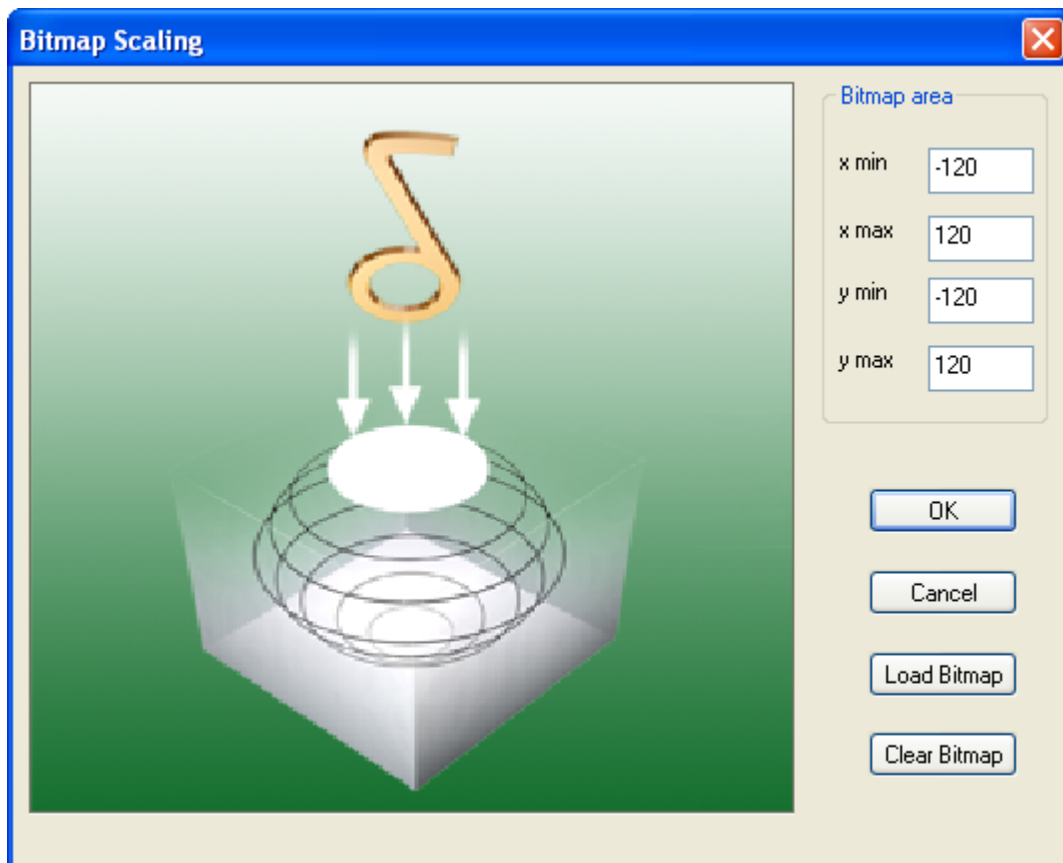 Bitmap Scaling
Bitmap area
x min -120
x max 120
y min -120
y max 120
δ
OK
Cancel
Load Bitmap
Clear Bitmap